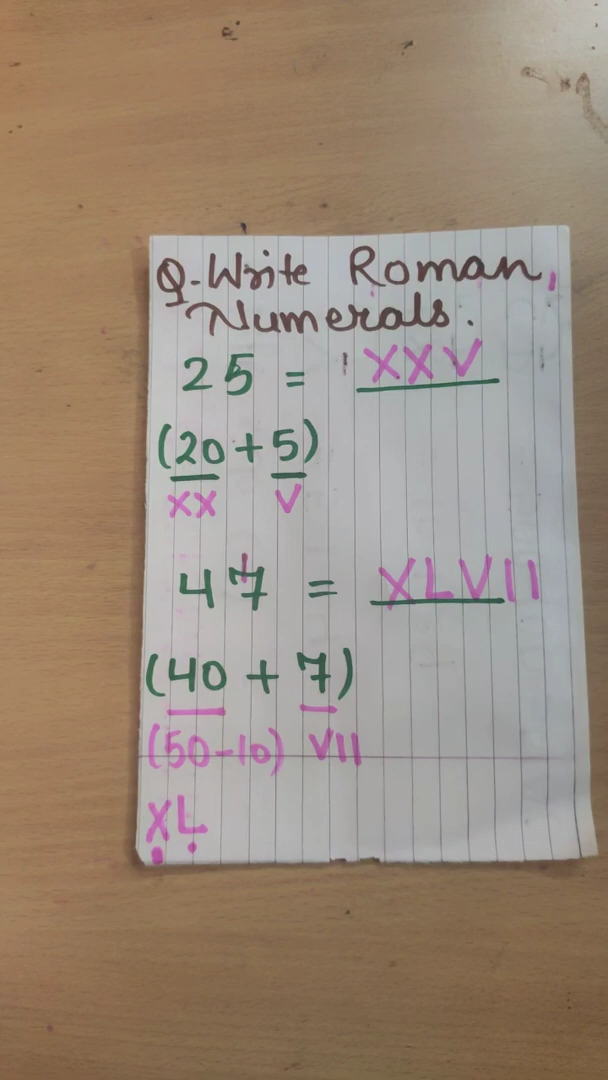 Q-Write Roman
Numerals.
25 = XXV
(20+5)
XX V
47 = XLVII
(40 + 7)
(50-10) VII
XL